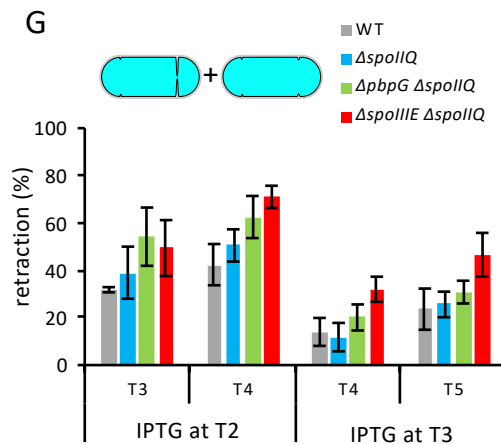 G
WT
ΔspoIIQ
ΔpbpG ΔspoIIQ
ΔspoIIIE ΔspoIIQ
+
retraction (%)
100
80
60
40
20
0
T3 T4 T4 T5
IPTG at T2 IPTG at T3